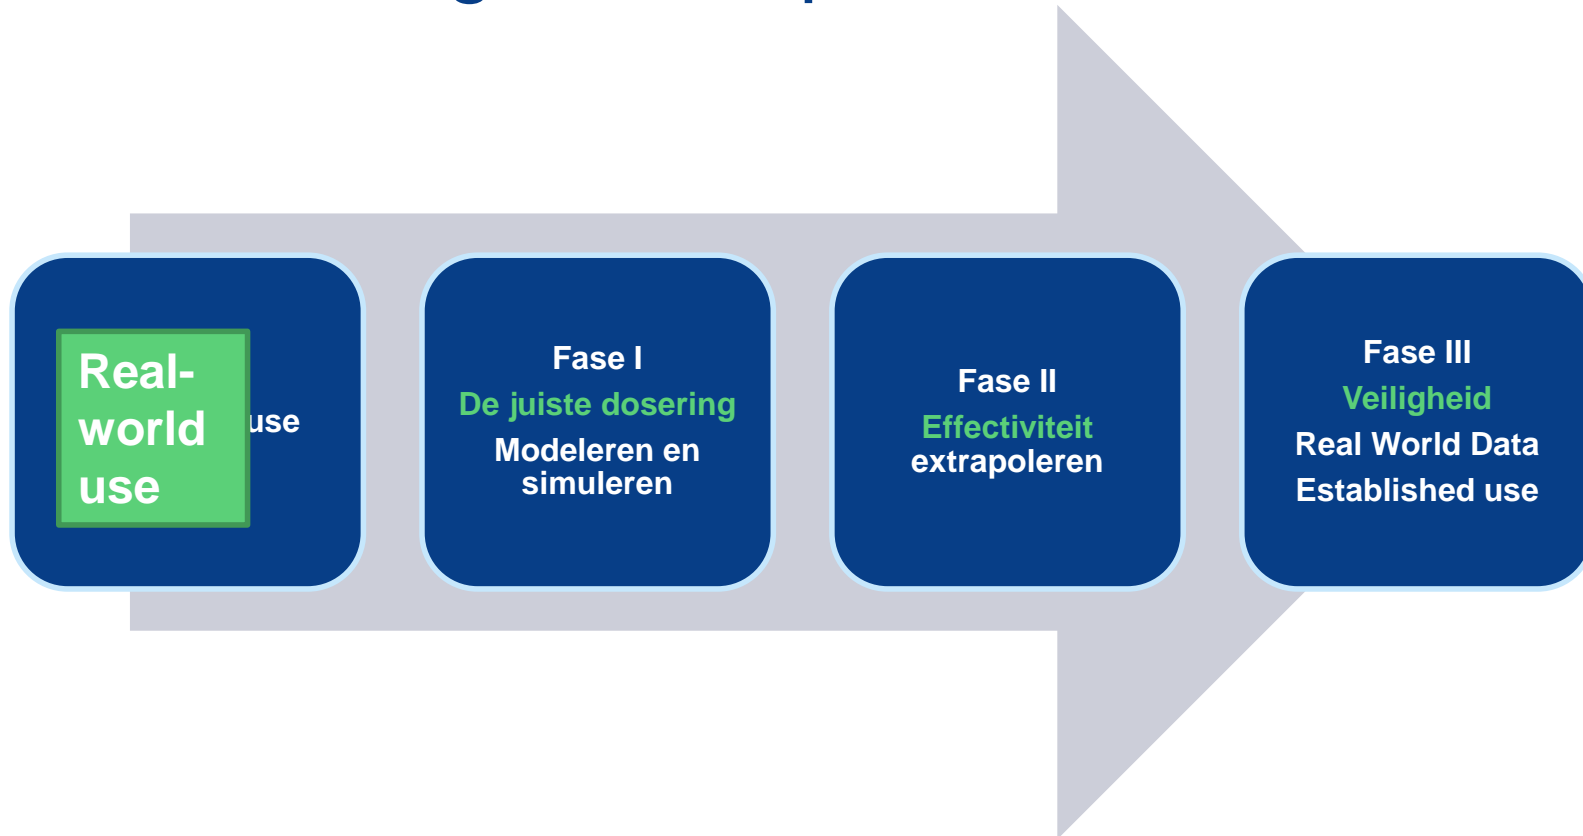 Real-
world
use
use
Fase I
De juiste dosering
Modeleren en
simuleren
Fase II
Effectiviteit
extrapoleren
Fase III
Veiligheid
Real World Data
Established use